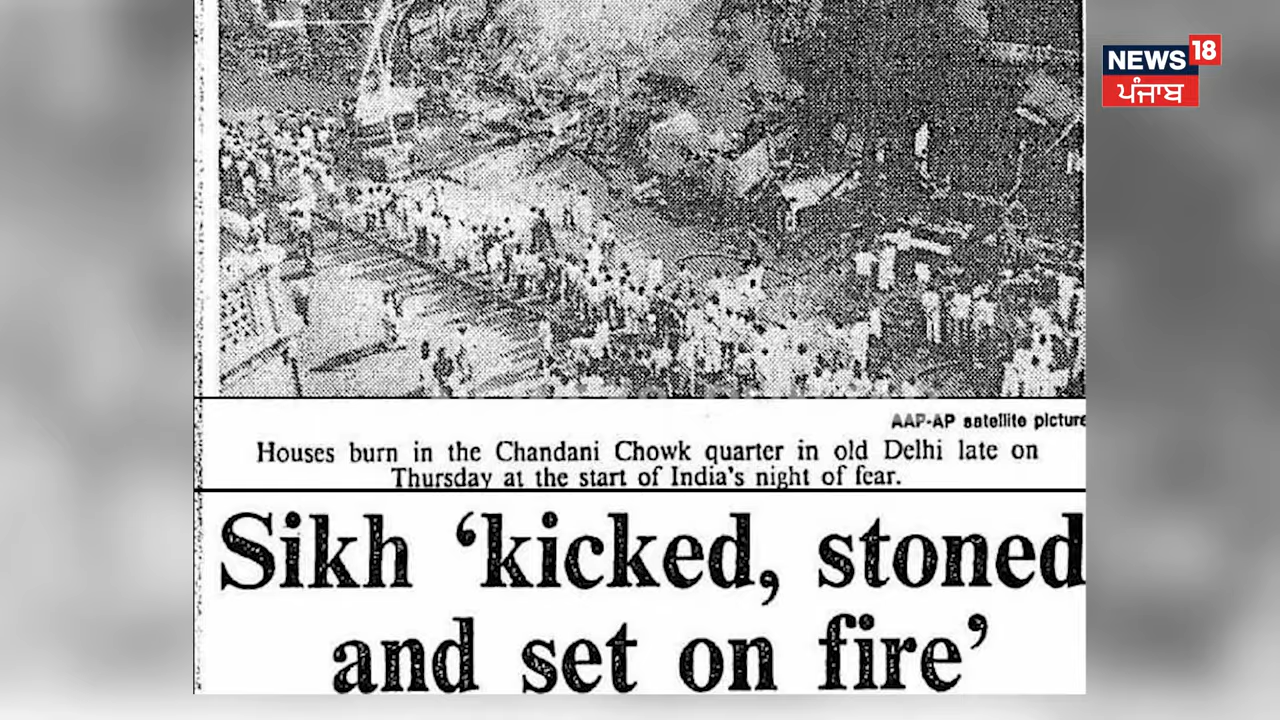 NEWS 18
ਪੰਜਾਬ
AAP-AP satellite picture
Houses burn in the Chandani Chowk quarter in old Delhi late on
Thursday at the start of India's night of fear.
Sikh ‘kicked, stoned
and set on fire’